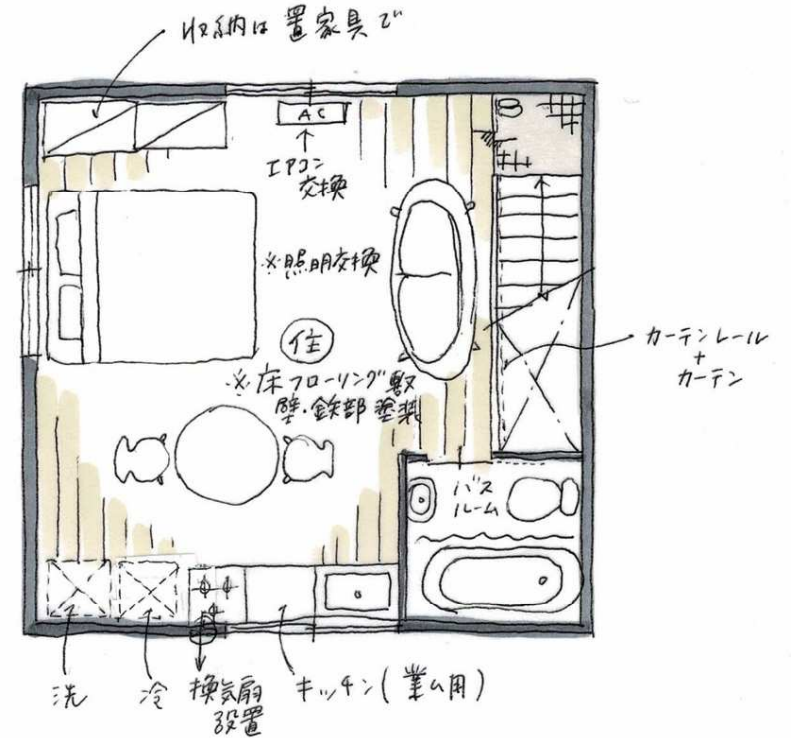 収納は置家具で
AC
エアコン
交換
※照明交換
住
※床フローリング敷
壁・鉄部塗装
カーテンレール
+
カーテン
バス
ルーム
洗
冷
換気扇
設置
キッチン(業ム用)